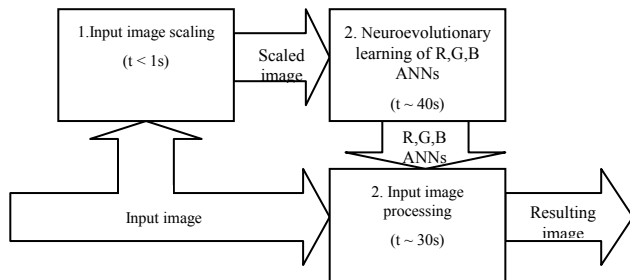 1.Input image scaling
(t < 1s)
Scaled
image
2. Neuroevolutionary
learning of R,G,B
ANNs
(t ~ 40s)
R,G,B
ANNs
Input image
2. Input image
processing
(t ~ 30s)
Resulting
image